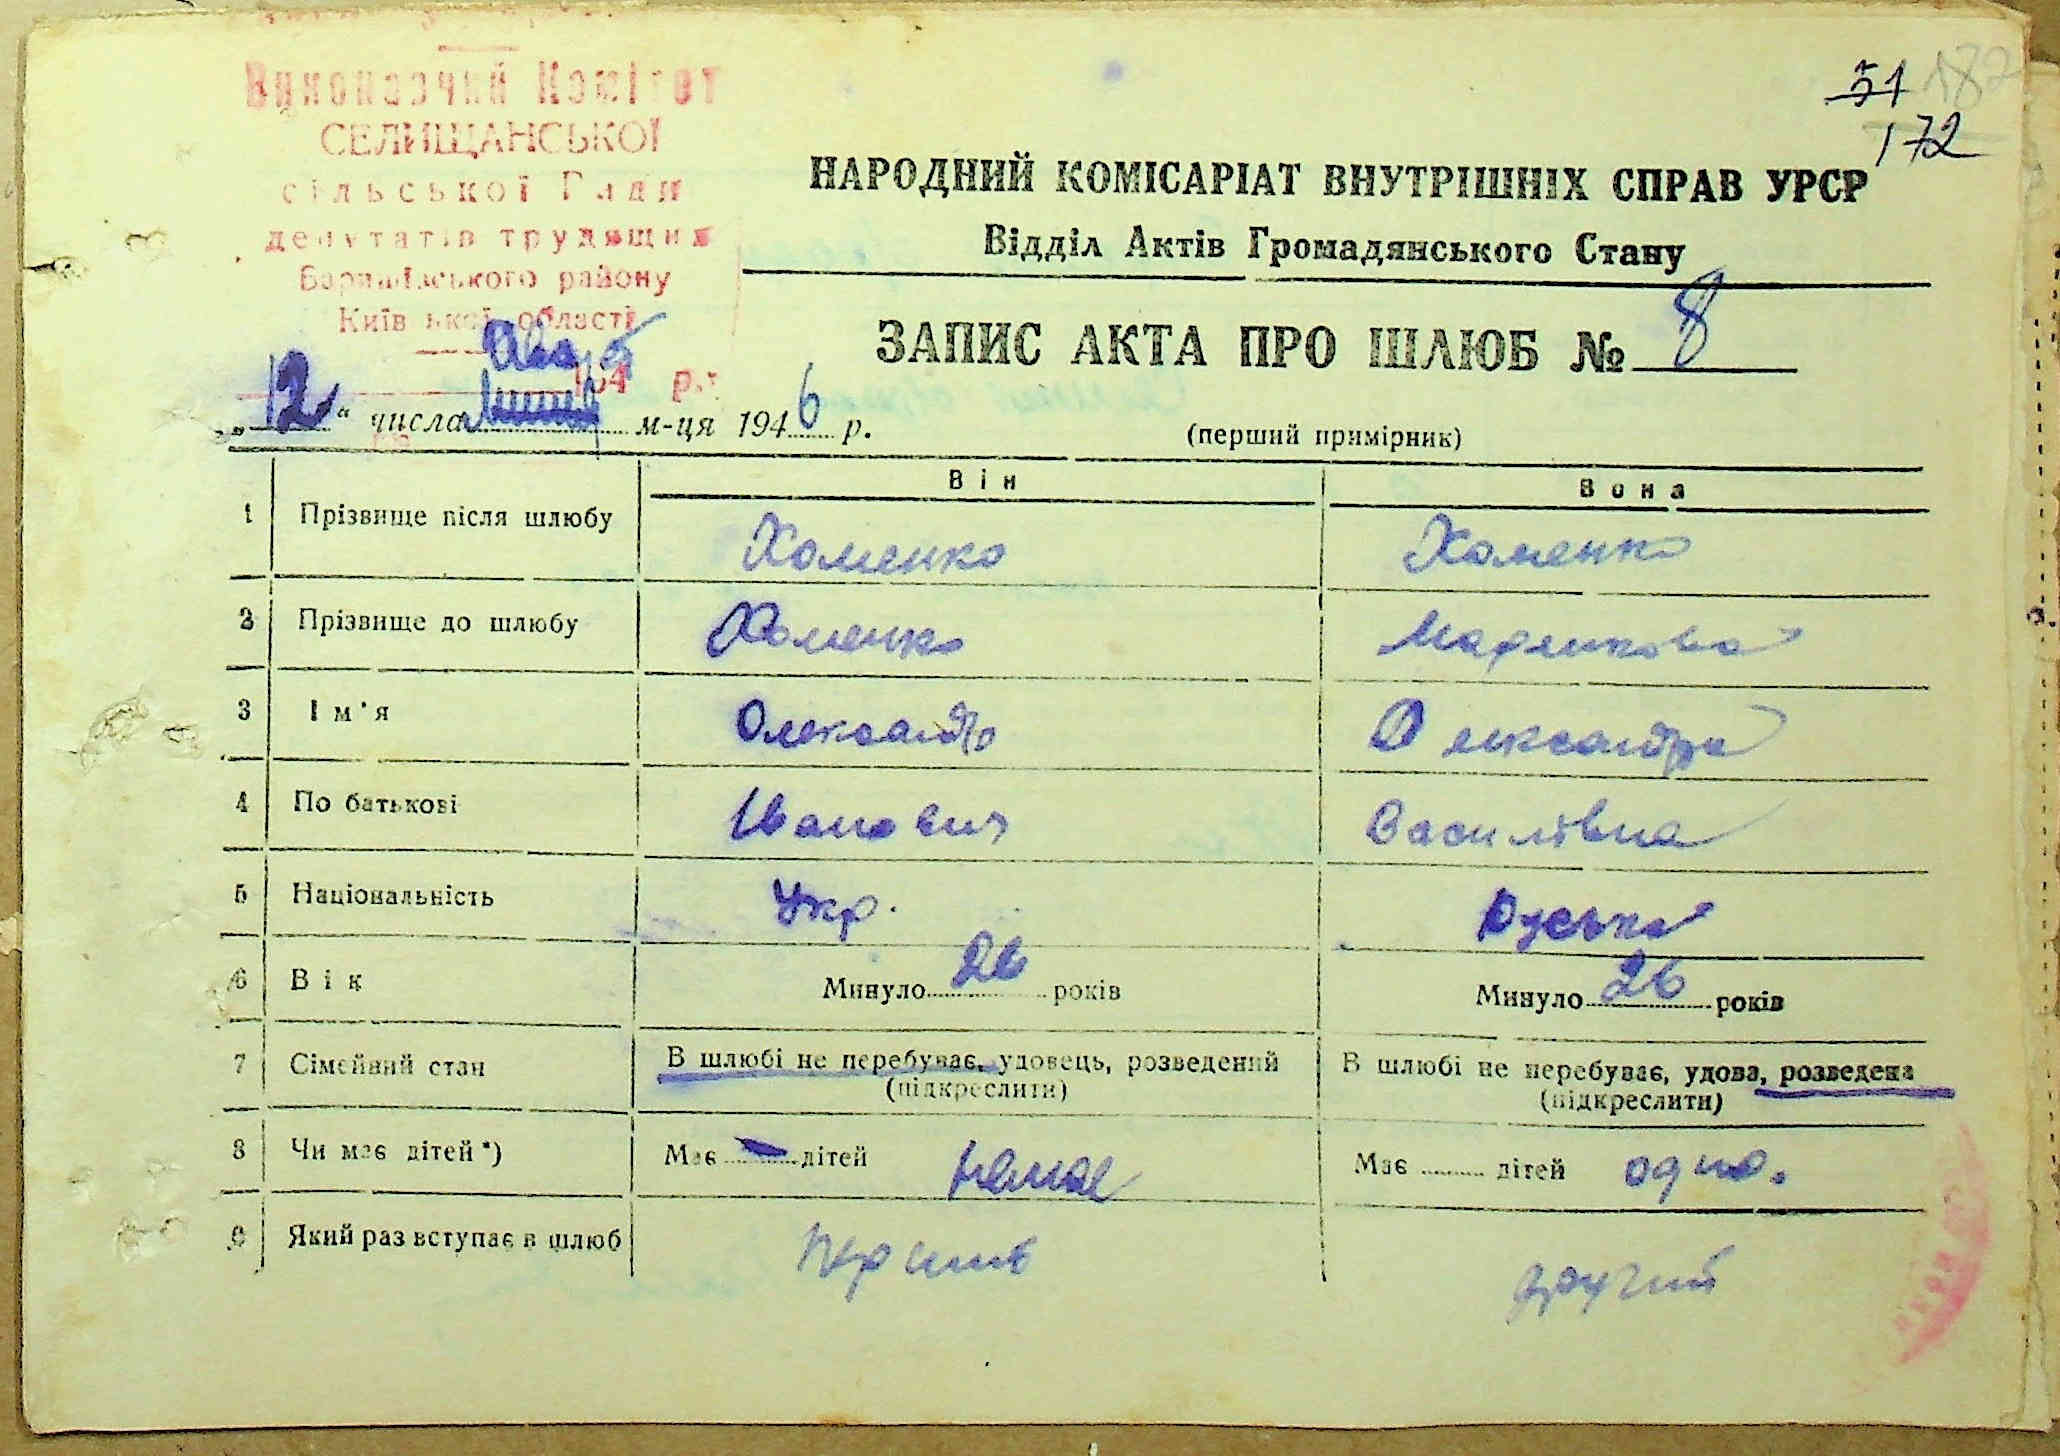 Виконавчий Комітет
СЕЛИЩАНСЬКОЇ
сільської Ради
депутатів трудящих
Баришівського району
Київської області
194 р.
51 182
172
НАРОДНИЙ КОМІСАРІАТ ВНУТРІШНІХ СПРАВ УРСР
Відділ Актів Громадянського Стану
ЗАПИС АКТА ПРО ШЛЮБ № 8
„12" числа м-ця 1946 р.
(перший примірник)
Він Вона
1 Прізвище після шлюбу Хоменко Хоменко
2 Прізвище до шлюбу Хоменко
3 Ім'я Олександр Олександра
4 По батькові Іванович Василівна
5 Національність Укр. Руська
6 Вік Минуло 26 років Минуло 26 років
7 Сімейний стан В шлюбі не перебуває, удовець, розведений В шлюбі не перебуває, удова, розведена
(підкреслити) (підкреслити)
8 Чи має дітей*) Має дітей немає Має дітей одно.
9 Який раз вступає в шлюб перший другий